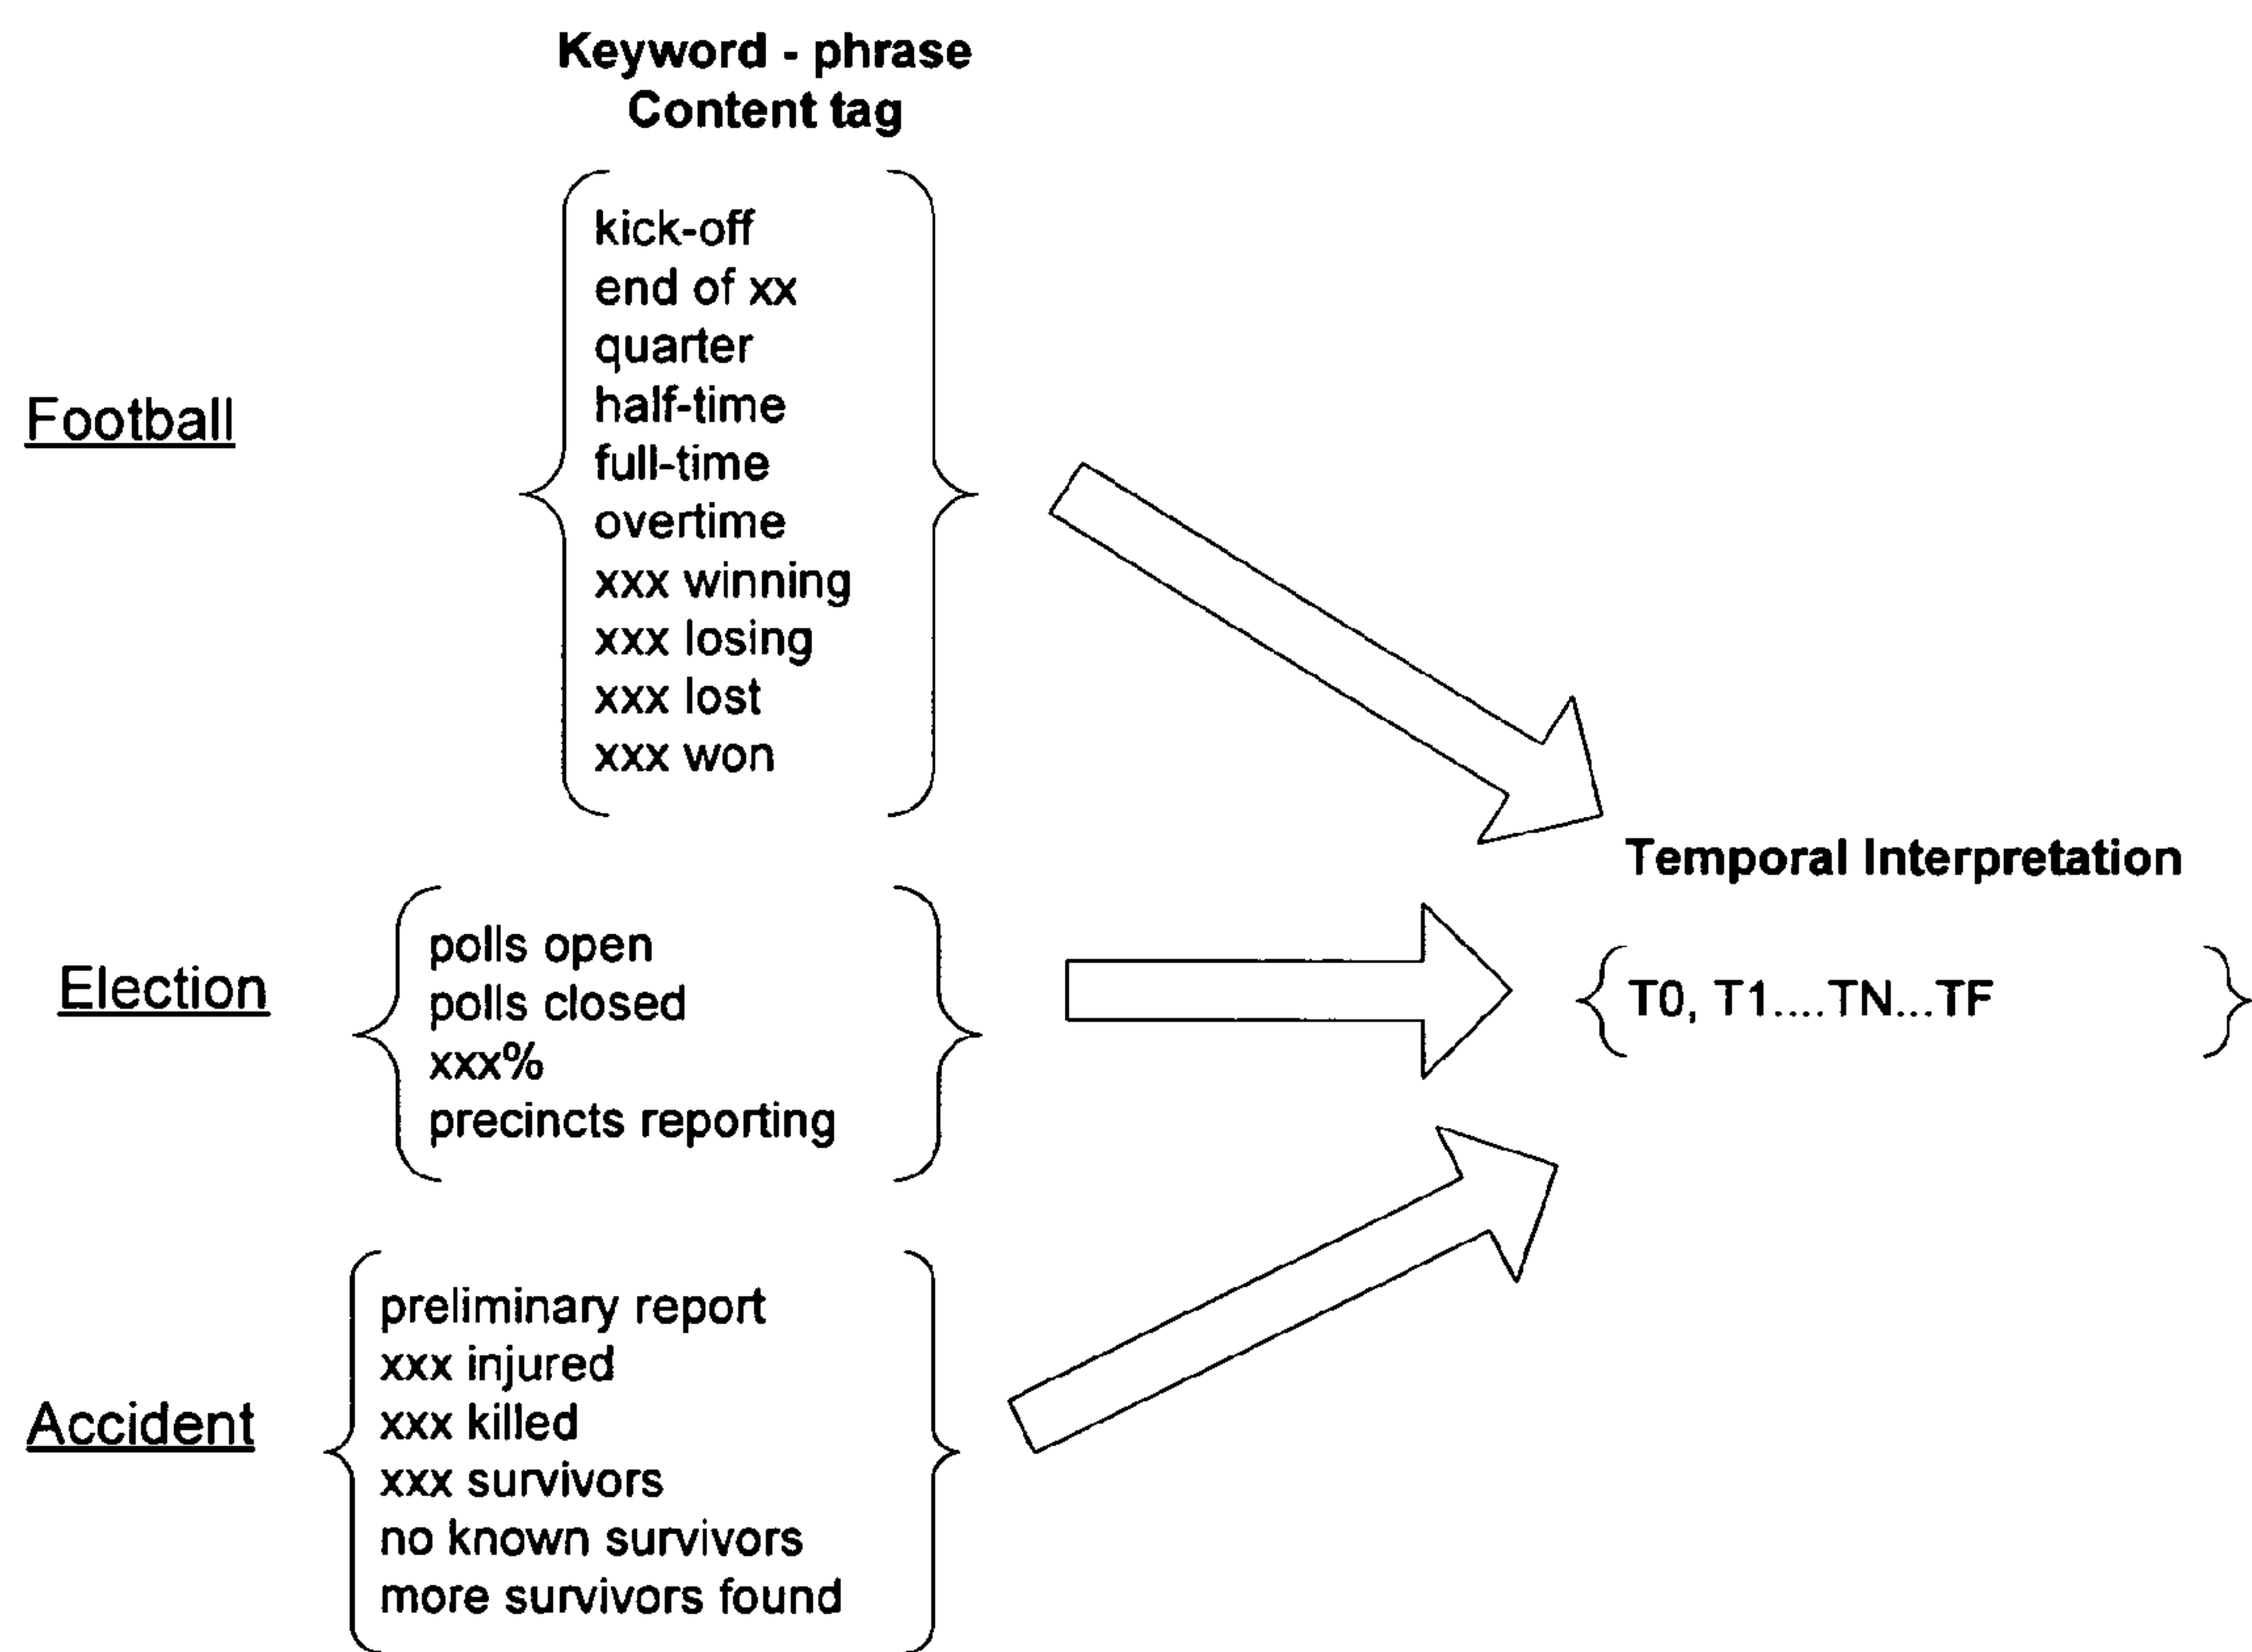 Keyword - phrase
Content tag
Football
kick-off
end of xx
quarter
half-time
full-time
overtime
xxx winning
xxx losing
xxx lost
xxx won
Temporal Interpretation
T0, T1.... TN...TF
Election
polls open
polls closed
xxx%
precincts reporting
Accident
preliminary report
xxx injured
xxx killed
xxx survivors
no known survivors
more survivors found